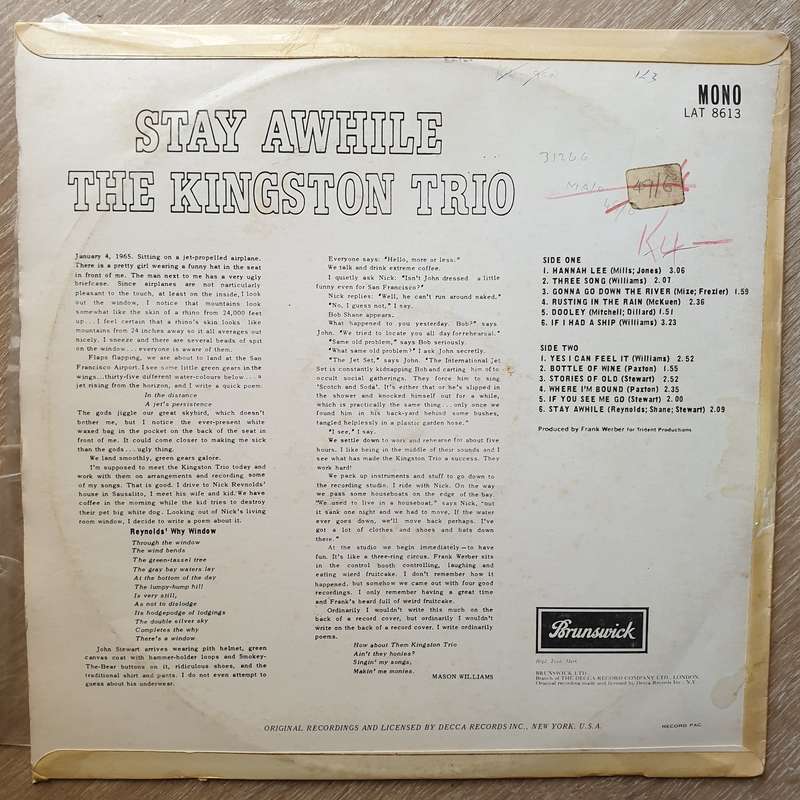 MONO
LAT 8613
STAY AWHILE
THE KINGSTON TRIO
31266
Malo
49/6
K4-
January 4, 1965. Sitting on a jet-propelled airplane.
There is a pretty girl wearing a funny hat in the seat
in front of me. The man next to me has a very ugly
briefcase. Since airplanes are not particularly
pleasant to the touch, at least on the inside, I look
out the window, I notice that mountains look
somewhat like the skin of a rhino from 24,000 feet
up...I feel certain that a rhino's skin looks like
mountains from 24 inches away so it all averages out
nicely, I sneeze and there are several beads of spit
on the window...everyone is aware of them.
Flaps flapping, we are about to land at the San
Francisco Airport. I see some little green gears in the
wings...thirty-five different water-colours below... a
jet rising from the horizon, and I write a quick poem:
In the distance
A jet's persistence
The gods jiggle our great skybird, which doesn't
bother me, but I notice the ever-present white
waxed bag in the pocket on the back of the seat in
front of me. It could come closer to making me sick
than the gods...ugly thing.
We land smoothly, green gears galore.
I'm supposed to meet the Kingston Trio today and
work with them on arrangements and recording some
of my songs. That is good. I drive to Nick Reynolds'
house in Sausalito, I meet his wife and kid. We have
coffee in the morning while the kid tries to destroy
their pet big white dog. Looking out of Nick's living
room window, I decide to write a poem about it.
Reynolds' Why Window
Through the window
The wind bends
The green-tassel tree
The gray bay waters lay
At the bottom of the day
The lumpy-hump hill
Is very still,
As not to dislodge
Its hodgepodge of lodgings
The double silver sky
Completes the why
There's a window.
John Stewart arrives wearing pith helmet, green
canvas coat with hammer-holder loops and Smokey-
The-Bear buttons on it, ridiculous shoes, and the
traditional shirt and pants. I do not even attempt to
guess about his underwear.
Everyone says: "Hello, more or less."
We talk and drink extreme coffee.
I quietly ask Nick: "Isn't John dressed a little
funny even for San Francisco?"
Nick replies: "Well, he can't run around naked."
"No, I guess not," I say.
Bob Shane appears.
What happened to you yesterday, Bob?" says
John. "We tried to locate you all day for rehearsal."
"Same old problem," says Bob seriously.
"What same old problem?" I ask John secretly.
"The Jet Set," says John. "The International Jet
Set is constantly kidnapping Bob and carting him off to
occult social gatherings. They force him to sing
"Scotch and Soda". It's either that or he's slipped in
the shower and knocked himself out for a while,
which is practically the same thing...only once we
found him in his back-yard behind some bushes,
tangled helplessly in a plastic garden hose."
"I see," I say.
We settle down to work and rehearse for about five
hours. I like being in the middle of their sounds and I
see what has made the Kingston Trio a success. They
work hard!
We pack up instruments and stuff to go down to
the recording studio. I ride with Nick. On the way
we pass some houseboats on the edge of the bay.
"We used to live in a houseboat," says Nick, "but
it sank one night and we had to move. If the water
ever goes down, we'll move back perhaps. I've
got a lot of clothes and shoes and hats down
there."
At the studio we begin immediately—to have
fun. It's like a three-ring circus. Frank Werber sits
in the control booth controlling, laughing and
eating wierd fruitcake. I don't remember how it
happened, but somehow we came out with four good
recordings. I only remember having a great time
and Frank's beard full of weird fruitcake.
Ordinarily I wouldn't write this much on the
back of a record cover, but ordinarily I wouldn't
write on the back of a record cover. I write ordinarily
poems.
How about Them Kingston Trio
Ain't they honies?
Singin' my songs,
Makin' me monies.
MASON WILLIAMS
SIDE ONE
1. HANNAH LEE (Mills; Jones) 3.06
2. THREE SONG (Williams) 2.07
3. GONNA GO DOWN THE RIVER (Mize; Frezier) 1.59
4. RUSTING IN THE RAIN (McKuen) 2.36
5. DOOLEY (Mitchell; Dillard) 1.51
6. IF I HAD A SHIP (Williams) 3.23
SIDE TWO
1. YES I CAN FEEL IT (Williams) 2.52
2. BOTTLE OF WINE (Paxton) 2.22
3. STORIES OF OLD (Stewart) 2.52
4. WHERE I'M BOUND (Paxton) 2.35
5. IF YOU SEE ME GO (Stewart) 2.00
6. STAY AWHILE (Reynolds; Shane; Stewart) 2.09
Produced by Frank Werber for Trident Productions
Brunswick
Regd. Trade Mark
BRUNSWICK LTD.
Branch of THE DECCA RECORD COMPANY LTD., LONDON.
Original recording made and licensed by Decca Records Inc. N.Y.
ORIGINAL RECORDINGS AND LICENSED BY DECCA RECORDS INC., NEW YORK, U.S.A.
RECORD PAC